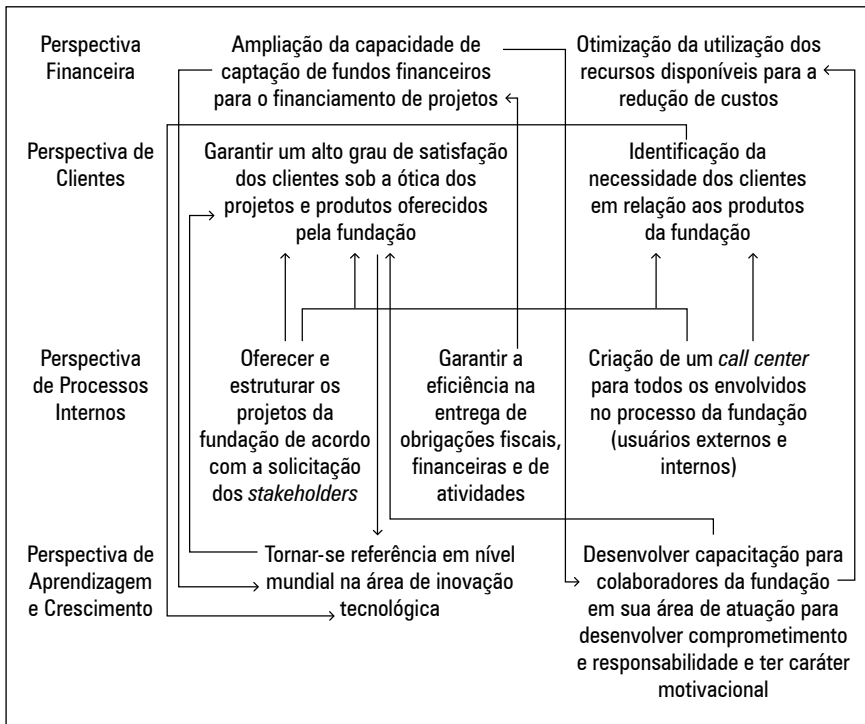 Perspectiva
Financeira
Ampliação da capacidade de
captação de fundos financeiros
para o financiamento de projetos
Otimização da utilização dos
recursos disponíveis para a
redução de custos
Perspectiva de
Clientes
Garantir um alto grau de satisfação
dos clientes sob a ótica dos
projetos e produtos oferecidos
pela fundação
Identificação da
necessidade dos clientes
em relação aos produtos
da fundação
Perspectiva
de Processos
Internos
Oferecer e
estruturar os
projetos da
fundação de acordo
com a solicitação
dos stakeholders
Garantir a
eficiência na
entrega de
obrigações fiscais,
financeiras e de
atividades
Criação de um call center
para todos os envolvidos
no processo da fundação
(usuários externos e
internos)
Perspectiva de
Aprendizagem
e Crescimento
Tornar-se referência em nível
mundial na área de inovação
tecnológica
Desenvolver capacitação para
colaboradores da fundação
em sua área de atuação para
desenvolver comprometimento
e responsabilidade e ter caráter
motivacional